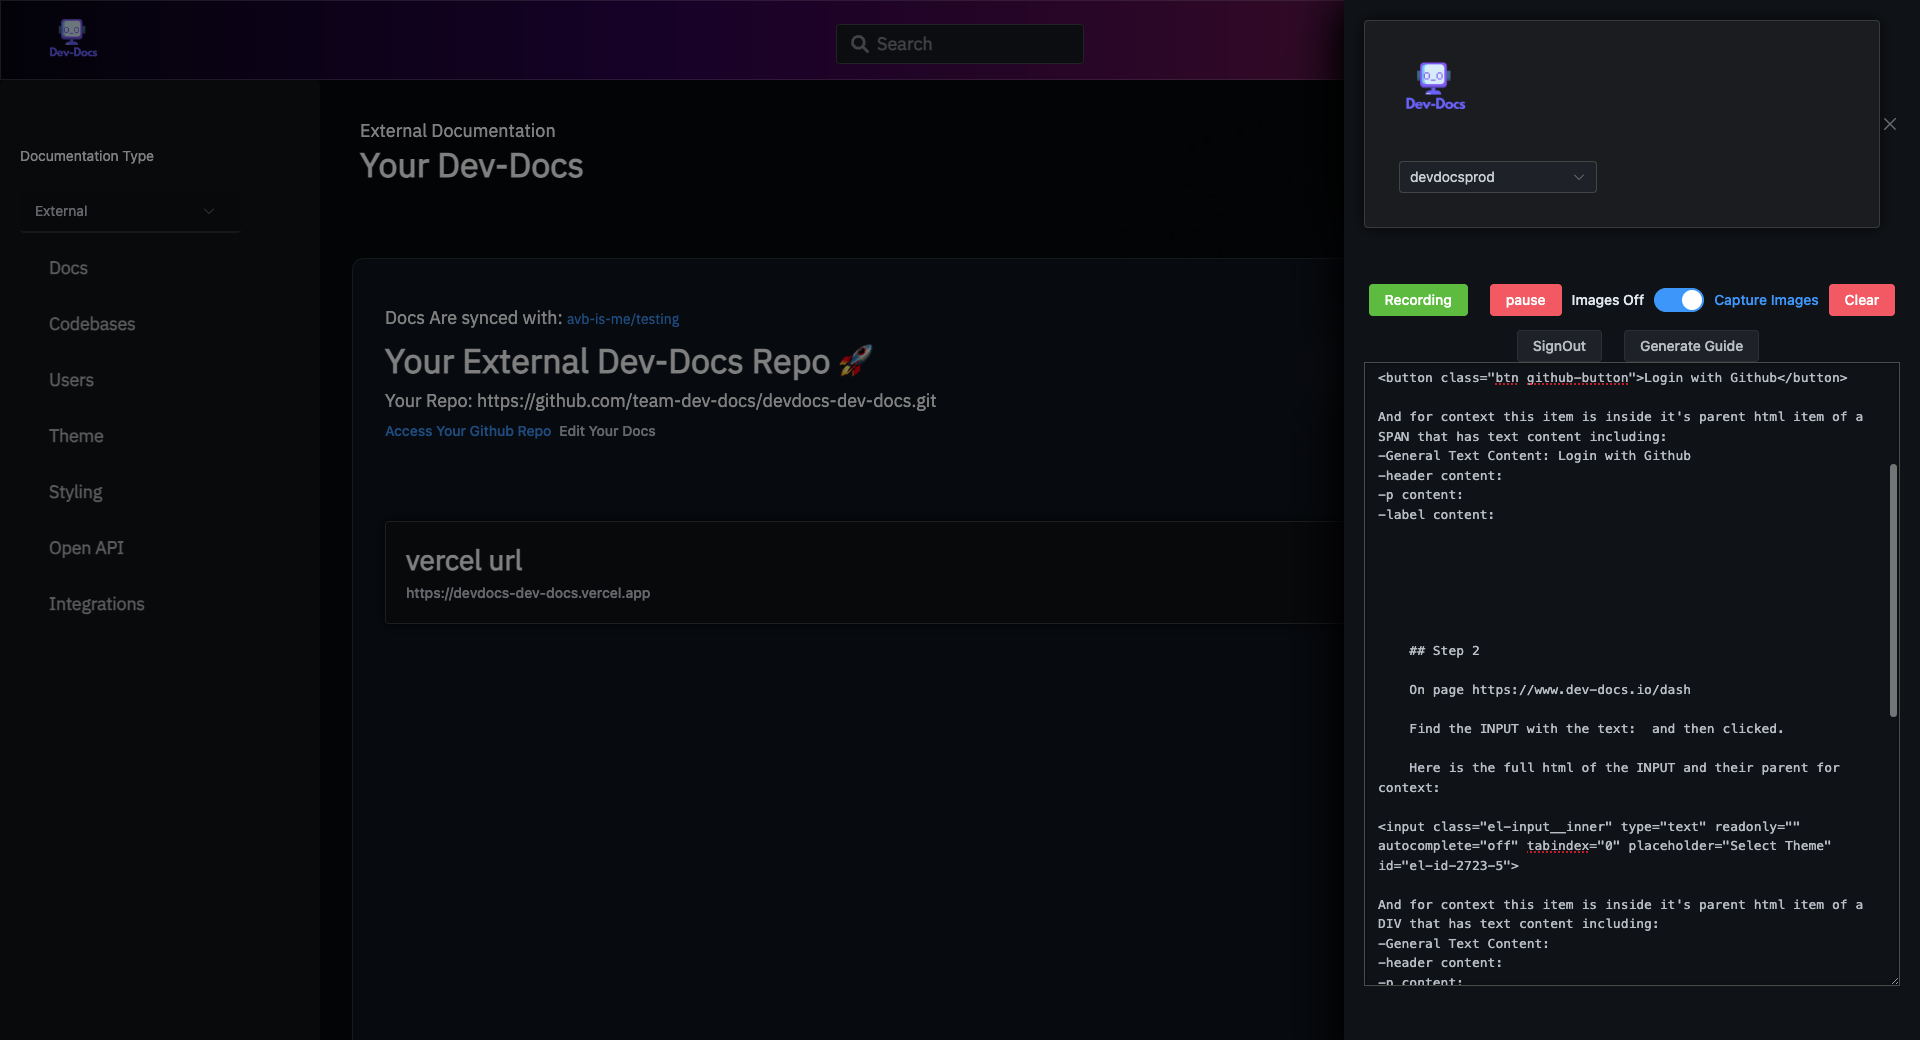 Dev-Docs
Search
Documentation Type
External
Docs
Codebases
Users
Theme
Styling
Open API
Integrations
External Documentation
Your Dev-Docs
Docs Are synced with: avb-is-me/testing
Your External Dev-Docs Repo 🚀
Your Repo: https://github.com/team-dev-docs/devdocs-dev-docs.git
Access Your Github Repo Edit Your Docs
vercel url
https://devdocs-dev-docs.vercel.app
Dev-Docs
devdocsprod
Recording pause Images Off Capture Images Clear
SignOut Generate Guide
<button class="btn github-button">Login with Github</button>
And for context this item is inside it's parent html item of a
SPAN that has text content including:
-General Text Content: Login with Github
-header content:
-p content:
-label content:
## Step 2
On page https://www.dev-docs.io/dash
Find the INPUT with the text:  and then clicked.
Here is the full html of the INPUT and their parent for
context:
<input class="el-input__inner" type="text" readonly=""
autocomplete="off" tabindex="0" placeholder="Select Theme"
id="el-id-2723-5">
And for context this item is inside it's parent html item of a
DIV that has text content including:
-General Text Content:
-header content:
-p content: